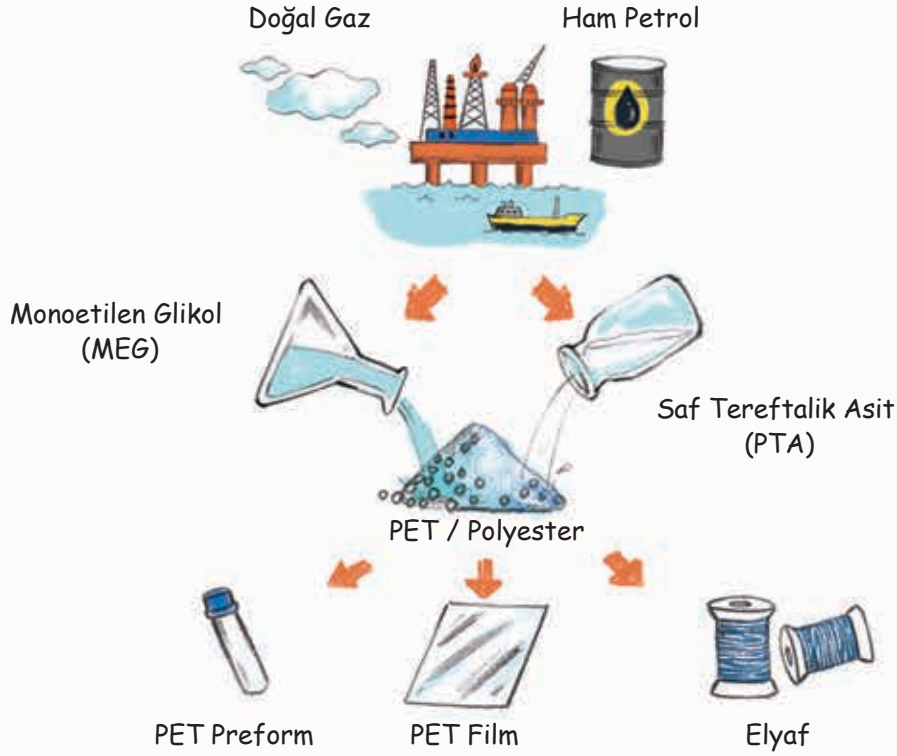 Doğal Gaz
Ham Petrol
Monoetilen Glikol
(MEG)
Saf Tereftalik Asit
(PTA)
PET / Polyester
PET Preform
PET Film
Elyaf